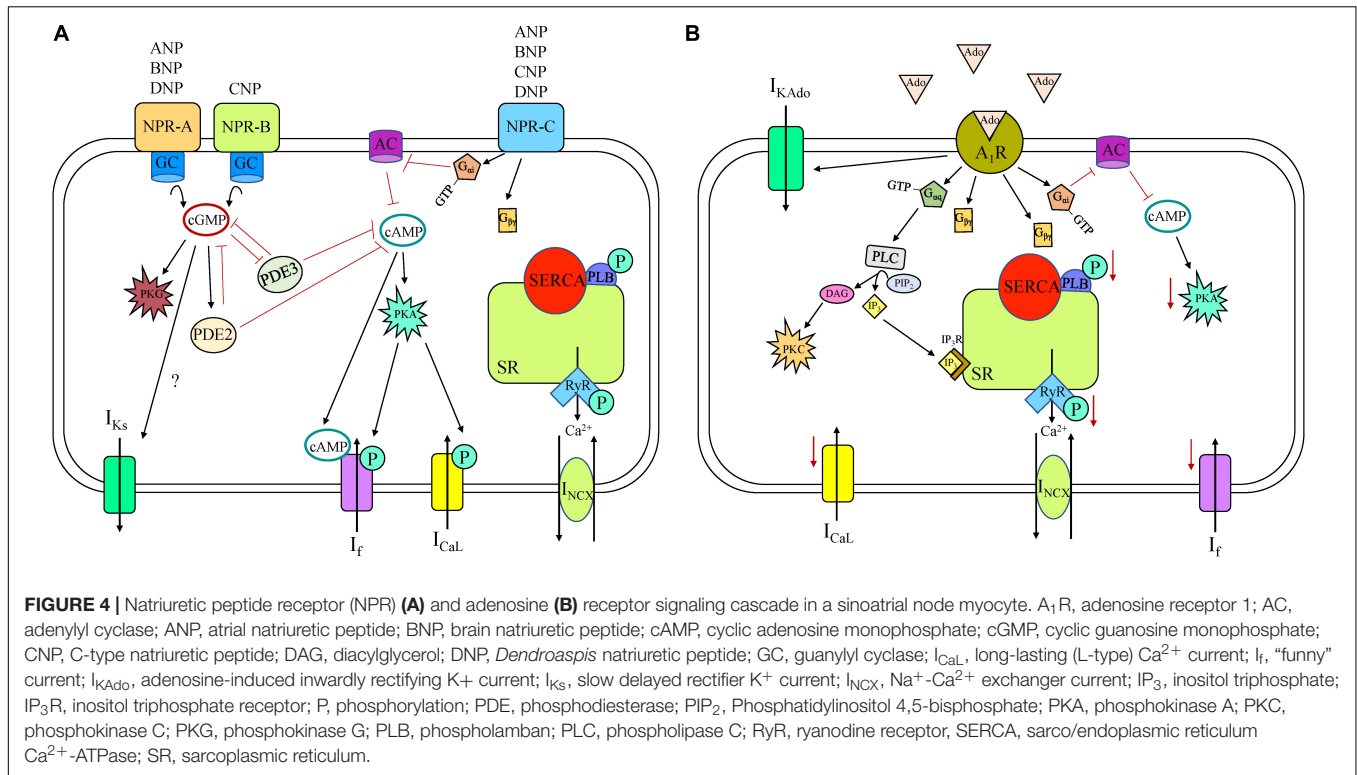 A
ANP
BNP
DNP
CNP
ANP
BNP
CNP
DNP
NPR-A
NPR-B
NPR-C
GC
GC
AC
Gαi
GTP
cGMP
cAMP
Gβγ
PDE3
PKG
PDE2
PKA
SERCA
PLB
P
SR
RyR
P
Ca2+
?
IKs
cAMP
P
P
If
ICaL
INCX
B
Ado
Ado
Ado
Ado
IKAdo
A1R
AC
GTP
Gαq
Gβγ
Gβγ
Gαi
GTP
cAMP
PLC
PIP2
DAG
IP3
PKC
IP3R
IP3
SERCA
PLB
P
PKA
SR
RyR
P
Ca2+
ICaL
INCX
If
FIGURE 4 | Natriuretic peptide receptor (NPR) (A) and adenosine (B) receptor signaling cascade in a sinoatrial node myocyte. A1R, adenosine receptor 1; AC,
adenylyl cyclase; ANP, atrial natriuretic peptide; BNP, brain natriuretic peptide; cAMP, cyclic adenosine monophosphate; cGMP, cyclic guanosine monophosphate;
CNP, C-type natriuretic peptide; DAG, diacylglycerol; DNP, Dendroaspis natriuretic peptide; GC, guanylyl cyclase; ICaL, long-lasting (L-type) Ca2+ current; If, “funny”
current; IKAdo, adenosine-induced inwardly rectifying K+ current; IKs, slow delayed rectifier K+ current; INCX, Na+-Ca2+ exchanger current; IP3, inositol triphosphate;
IP3R, inositol triphosphate receptor; P, phosphorylation; PDE, phosphodiesterase; PIP2, Phosphatidylinositol 4,5-bisphosphate; PKA, phosphokinase A; PKC,
phosphokinase C; PKG, phosphokinase G; PLB, phospholamban; PLC, phospholipase C; RyR, ryanodine receptor, SERCA, sarco/endoplasmic reticulum
Ca2+-ATPase; SR, sarcoplasmic reticulum.